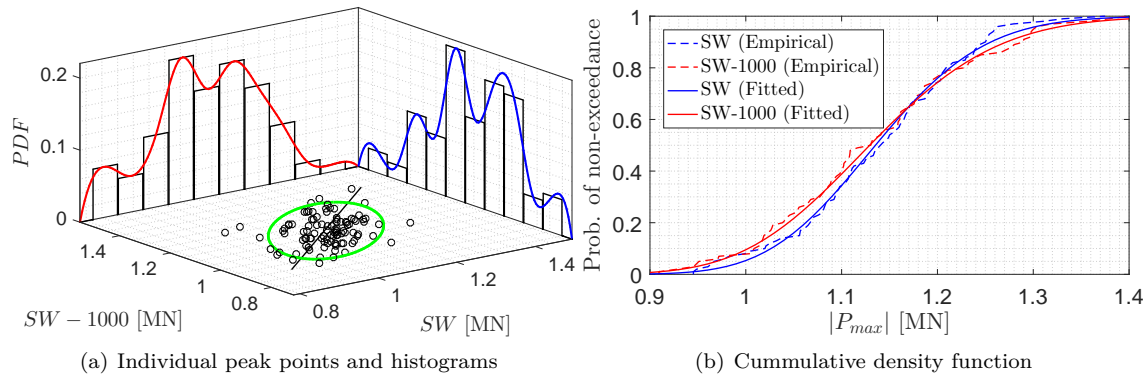 PDF
0.2
0.1
0
1.4
1.2
1
0.8
SW − 1000 [MN]
0.8
1
1.2
1.4
SW [MN]
(a) Individual peak points and histograms
Prob. of non-exceedance
1
0.8
0.6
0.4
0.2
0
0.9
1
1.1
1.2
1.3
1.4
|P_max| [MN]
SW (Empirical)
SW-1000 (Empirical)
SW (Fitted)
SW-1000 (Fitted)
(b) Cummulative density function